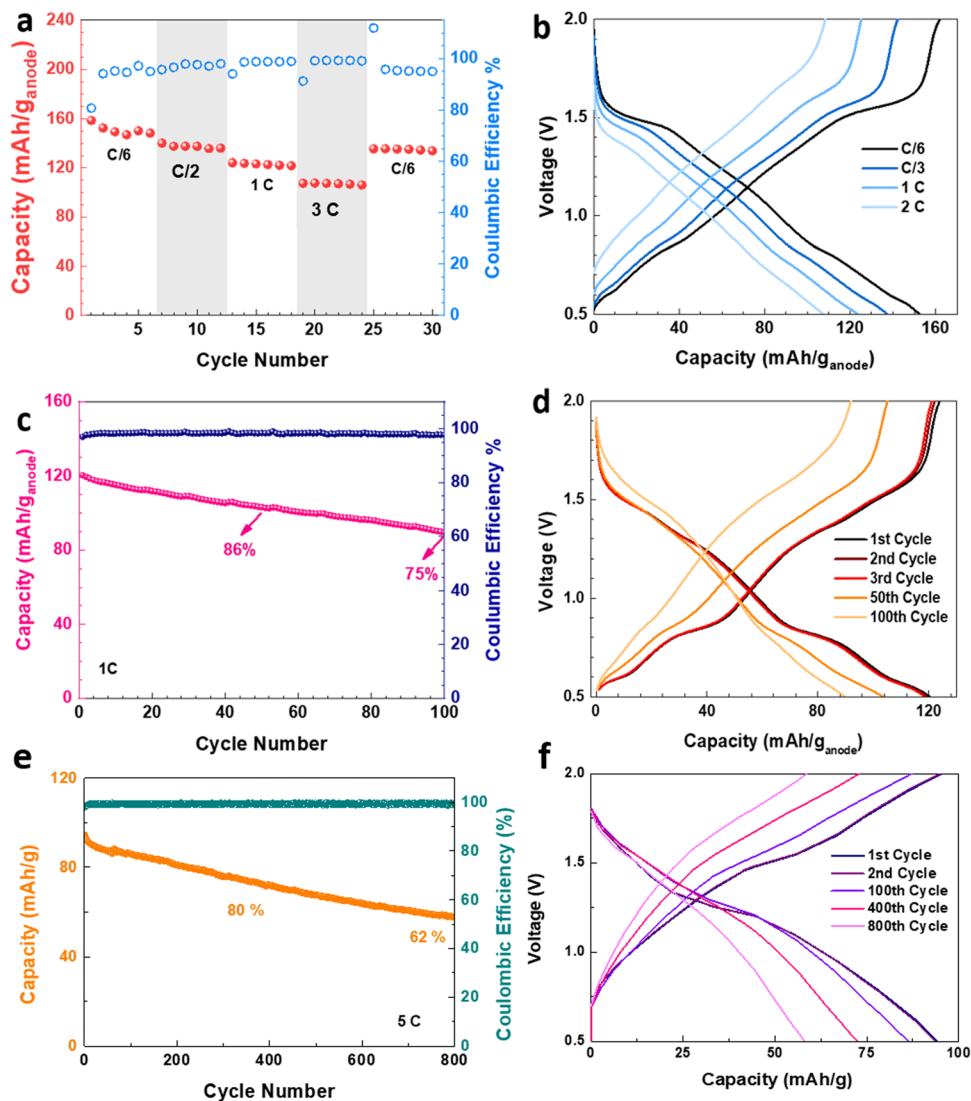 a
240
200
160
120
80
40
0
Capacity (mAh/g_anode)
C/6
C/2
1 C
3 C
C/6
100
80
60
40
20
0
Coulumbic Efficiency %
5 10 15 20 25 30
Cycle Number
b
2.0
1.5
1.0
0.5
Voltage (V)
C/6
C/3
1 C
2 C
0 40 80 120 160
Capacity (mAh/g_anode)
c
160
120
80
40
0
Capacity (mAh/g_anode)
86%
75%
1C
100
80
60
40
20
0
Coulumbic Efficiency %
0 20 40 60 80 100
Cycle Number
d
2.0
1.5
1.0
0.5
Voltage (V)
1st Cycle
2nd Cycle
3rd Cycle
50th Cycle
100th Cycle
0 40 80 120
Capacity (mAh/g_anode)
e
120
80
40
0
Capacity (mAh/g)
80 %
62 %
5 C
100
80
60
40
20
0
Coulombic Efficiency (%)
0 200 400 600 800
Cycle Number
f
2.0
1.5
1.0
0.5
Voltage (V)
1st Cycle
2nd Cycle
100th Cycle
400th Cycle
800th Cycle
0 25 50 75 100
Capacity (mAh/g)